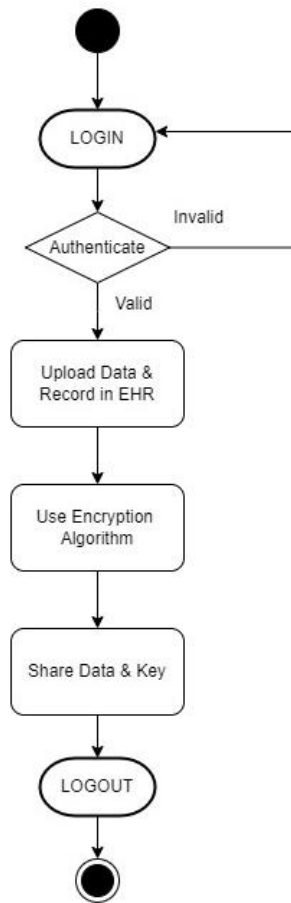 LOGIN
Invalid
Authenticate
Valid
Upload Data &
Record in EHR
Use Encryption
Algorithm
Share Data & Key
LOGOUT